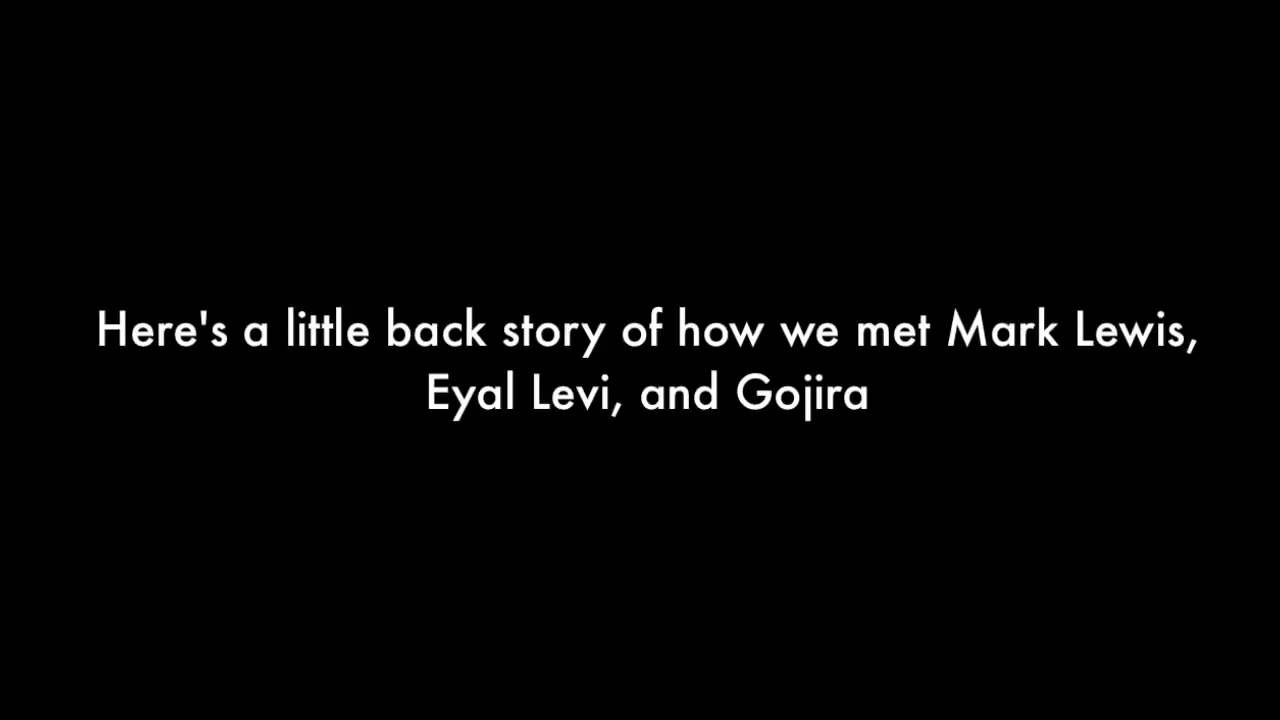 Here's a little back story of how we met Mark Lewis,
Eyal Levi, and Gojira